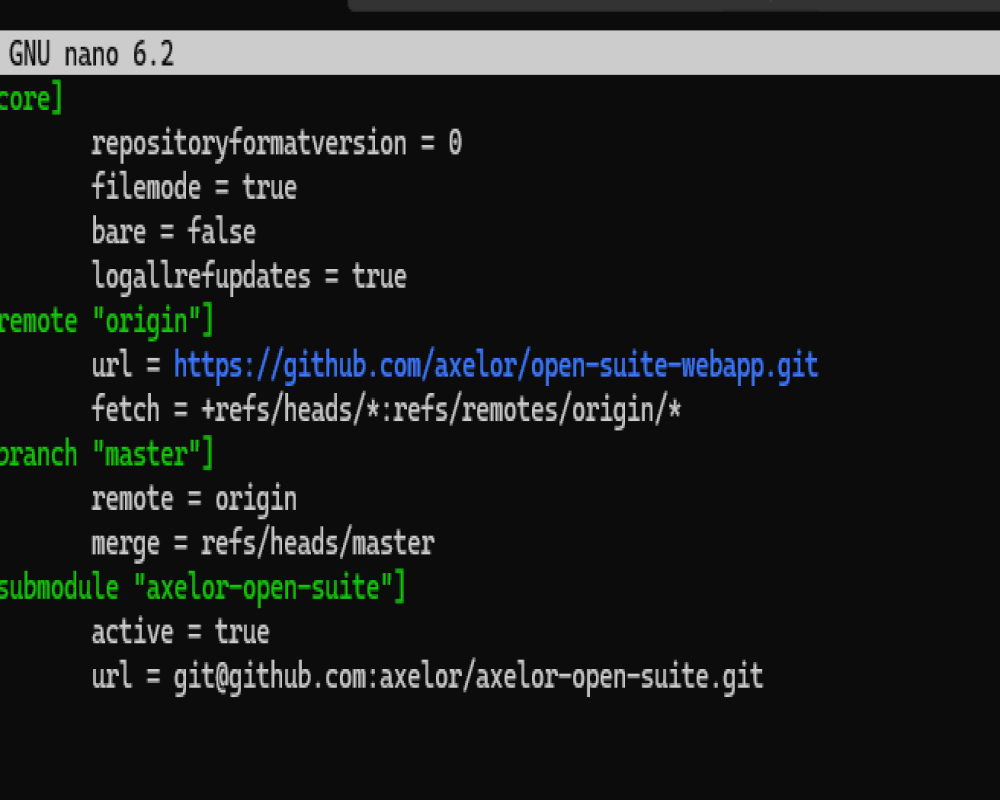 GNU nano 6.2
core]
repositoryformatversion = 0
filemode = true
bare = false
logallrefupdates = true
remote "origin"]
url = https://github.com/axelor/open-suite-webapp.git
fetch = +refs/heads/*:refs/remotes/origin/*
branch "master"]
remote = origin
merge = refs/heads/master
submodule "axelor-open-suite"]
active = true
url = git@github.com:axelor/axelor-open-suite.git